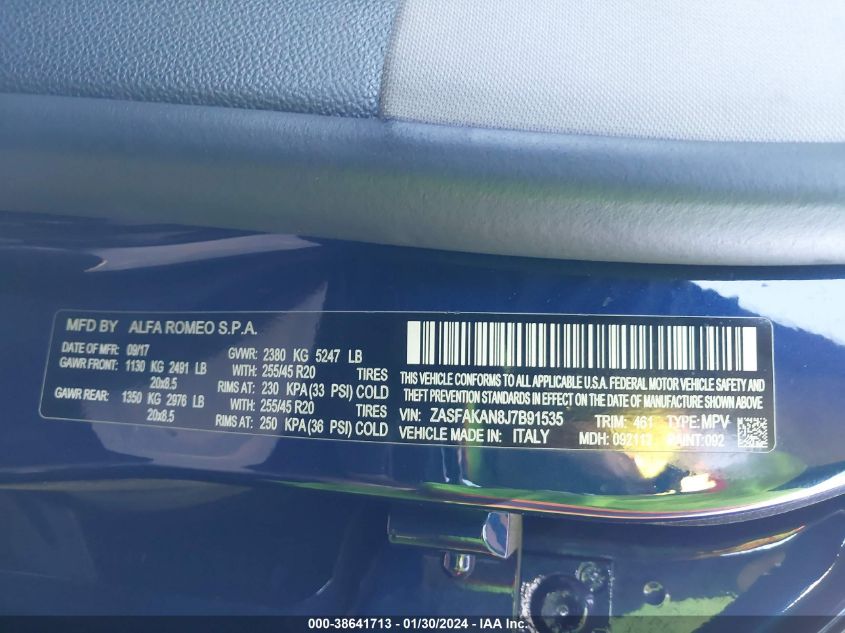 MFD BY ALFA ROMEO S.P.A.
DATE OF MFR: 09/17 GVWR: 2380 KG 5247 LB
GAWR FRONT: 1130 KG 2491 LB WITH: 255/45 R20 TIRES
20x8.5 RIMS AT: 230 KPA (33 PSI) COLD
GAWR REAR: 1350 KG 2976 LB WITH: 255/45 R20 TIRES
20x8.5 RIMS AT: 250 KPA (36 PSI) COLD
THIS VEHICLE CONFORMS TO ALL APPLICABLE U.S.A. FEDERAL MOTOR VEHICLE SAFETY AND
THEFT PREVENTION STANDARDS IN EFFECT ON THE DATE OF MANUFACTURE SHOWN ABOVE
VIN: ZASFAKAN8J7B91535 TRIM: 461 TYPE: MPV
VEHICLE MADE IN: ITALY MDH: 092112 PAINT: 092
000-38641713 - 01/30/2024 - IAA Inc.